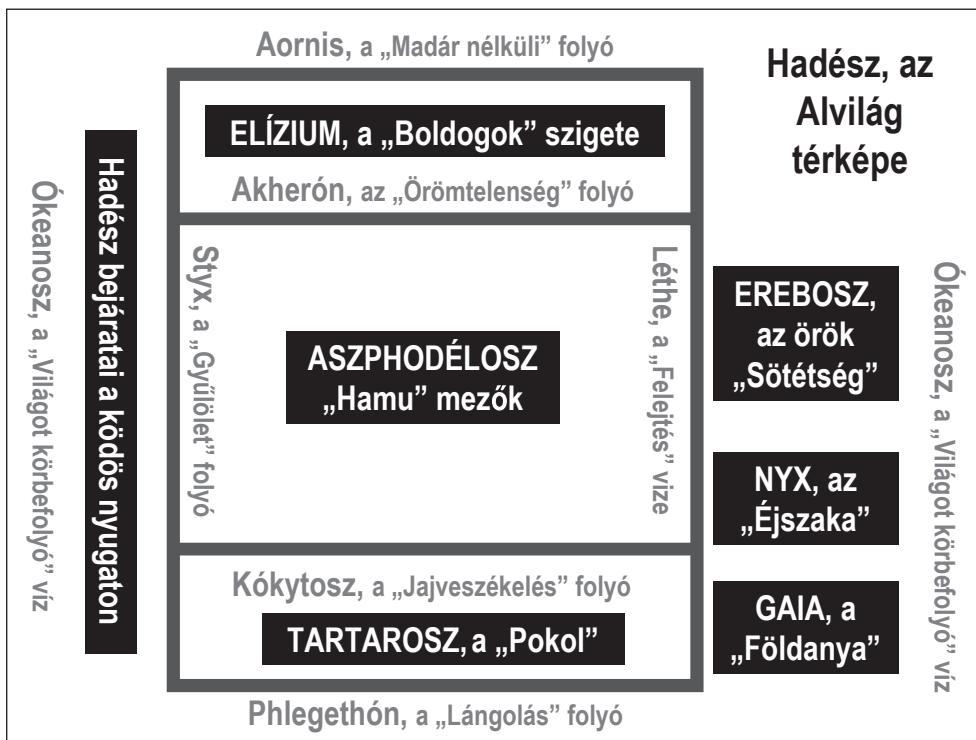 Aornis, a „Madár nélküli” folyó
Hadész, az
Alvilág
térképe
ELÍZIUM, a „Boldogok” szigete
Akherón, az „Örömtelenség” folyó
Ókeanosz, a „Világot körbefolyó” víz
Hadész bejáratai a ködös nyugaton
Styx, a „Gyűlölet” folyó
ASZPHODÉLOSZ
„Hamu” mezők
Léthe, a „Felejtés” vize
EREBOSZ,
az örök
„Sötétség”
NYX, az
„Éjszaka”
GAIA, a
„Földanya”
Ókeanosz, a „Világot körbefolyó” víz
Kókytosz, a „Jajveszékelés” folyó
TARTAROSZ, a „Pokol”
Phlegethón, a „Lángolás” folyó